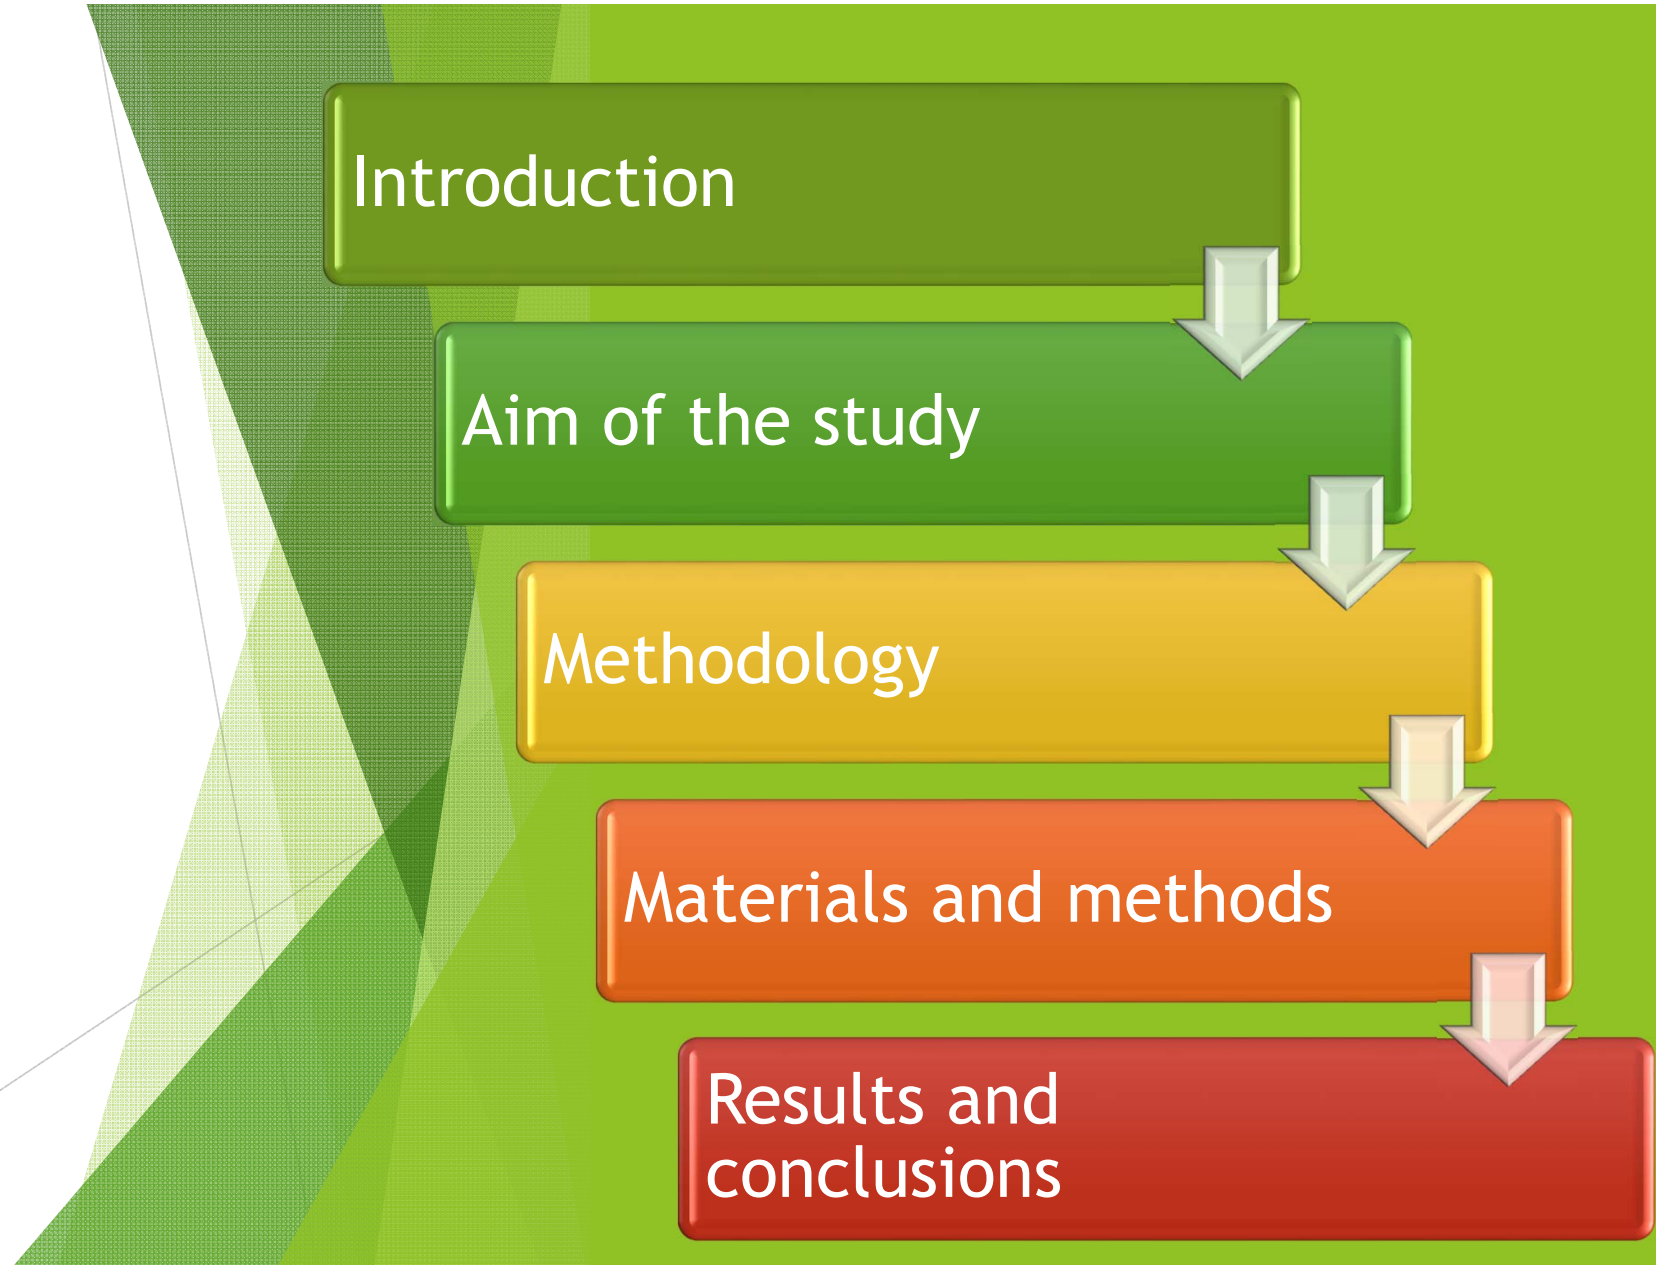 Introduction
Aim of the study
Methodology
Materials and methods
Results and
conclusions